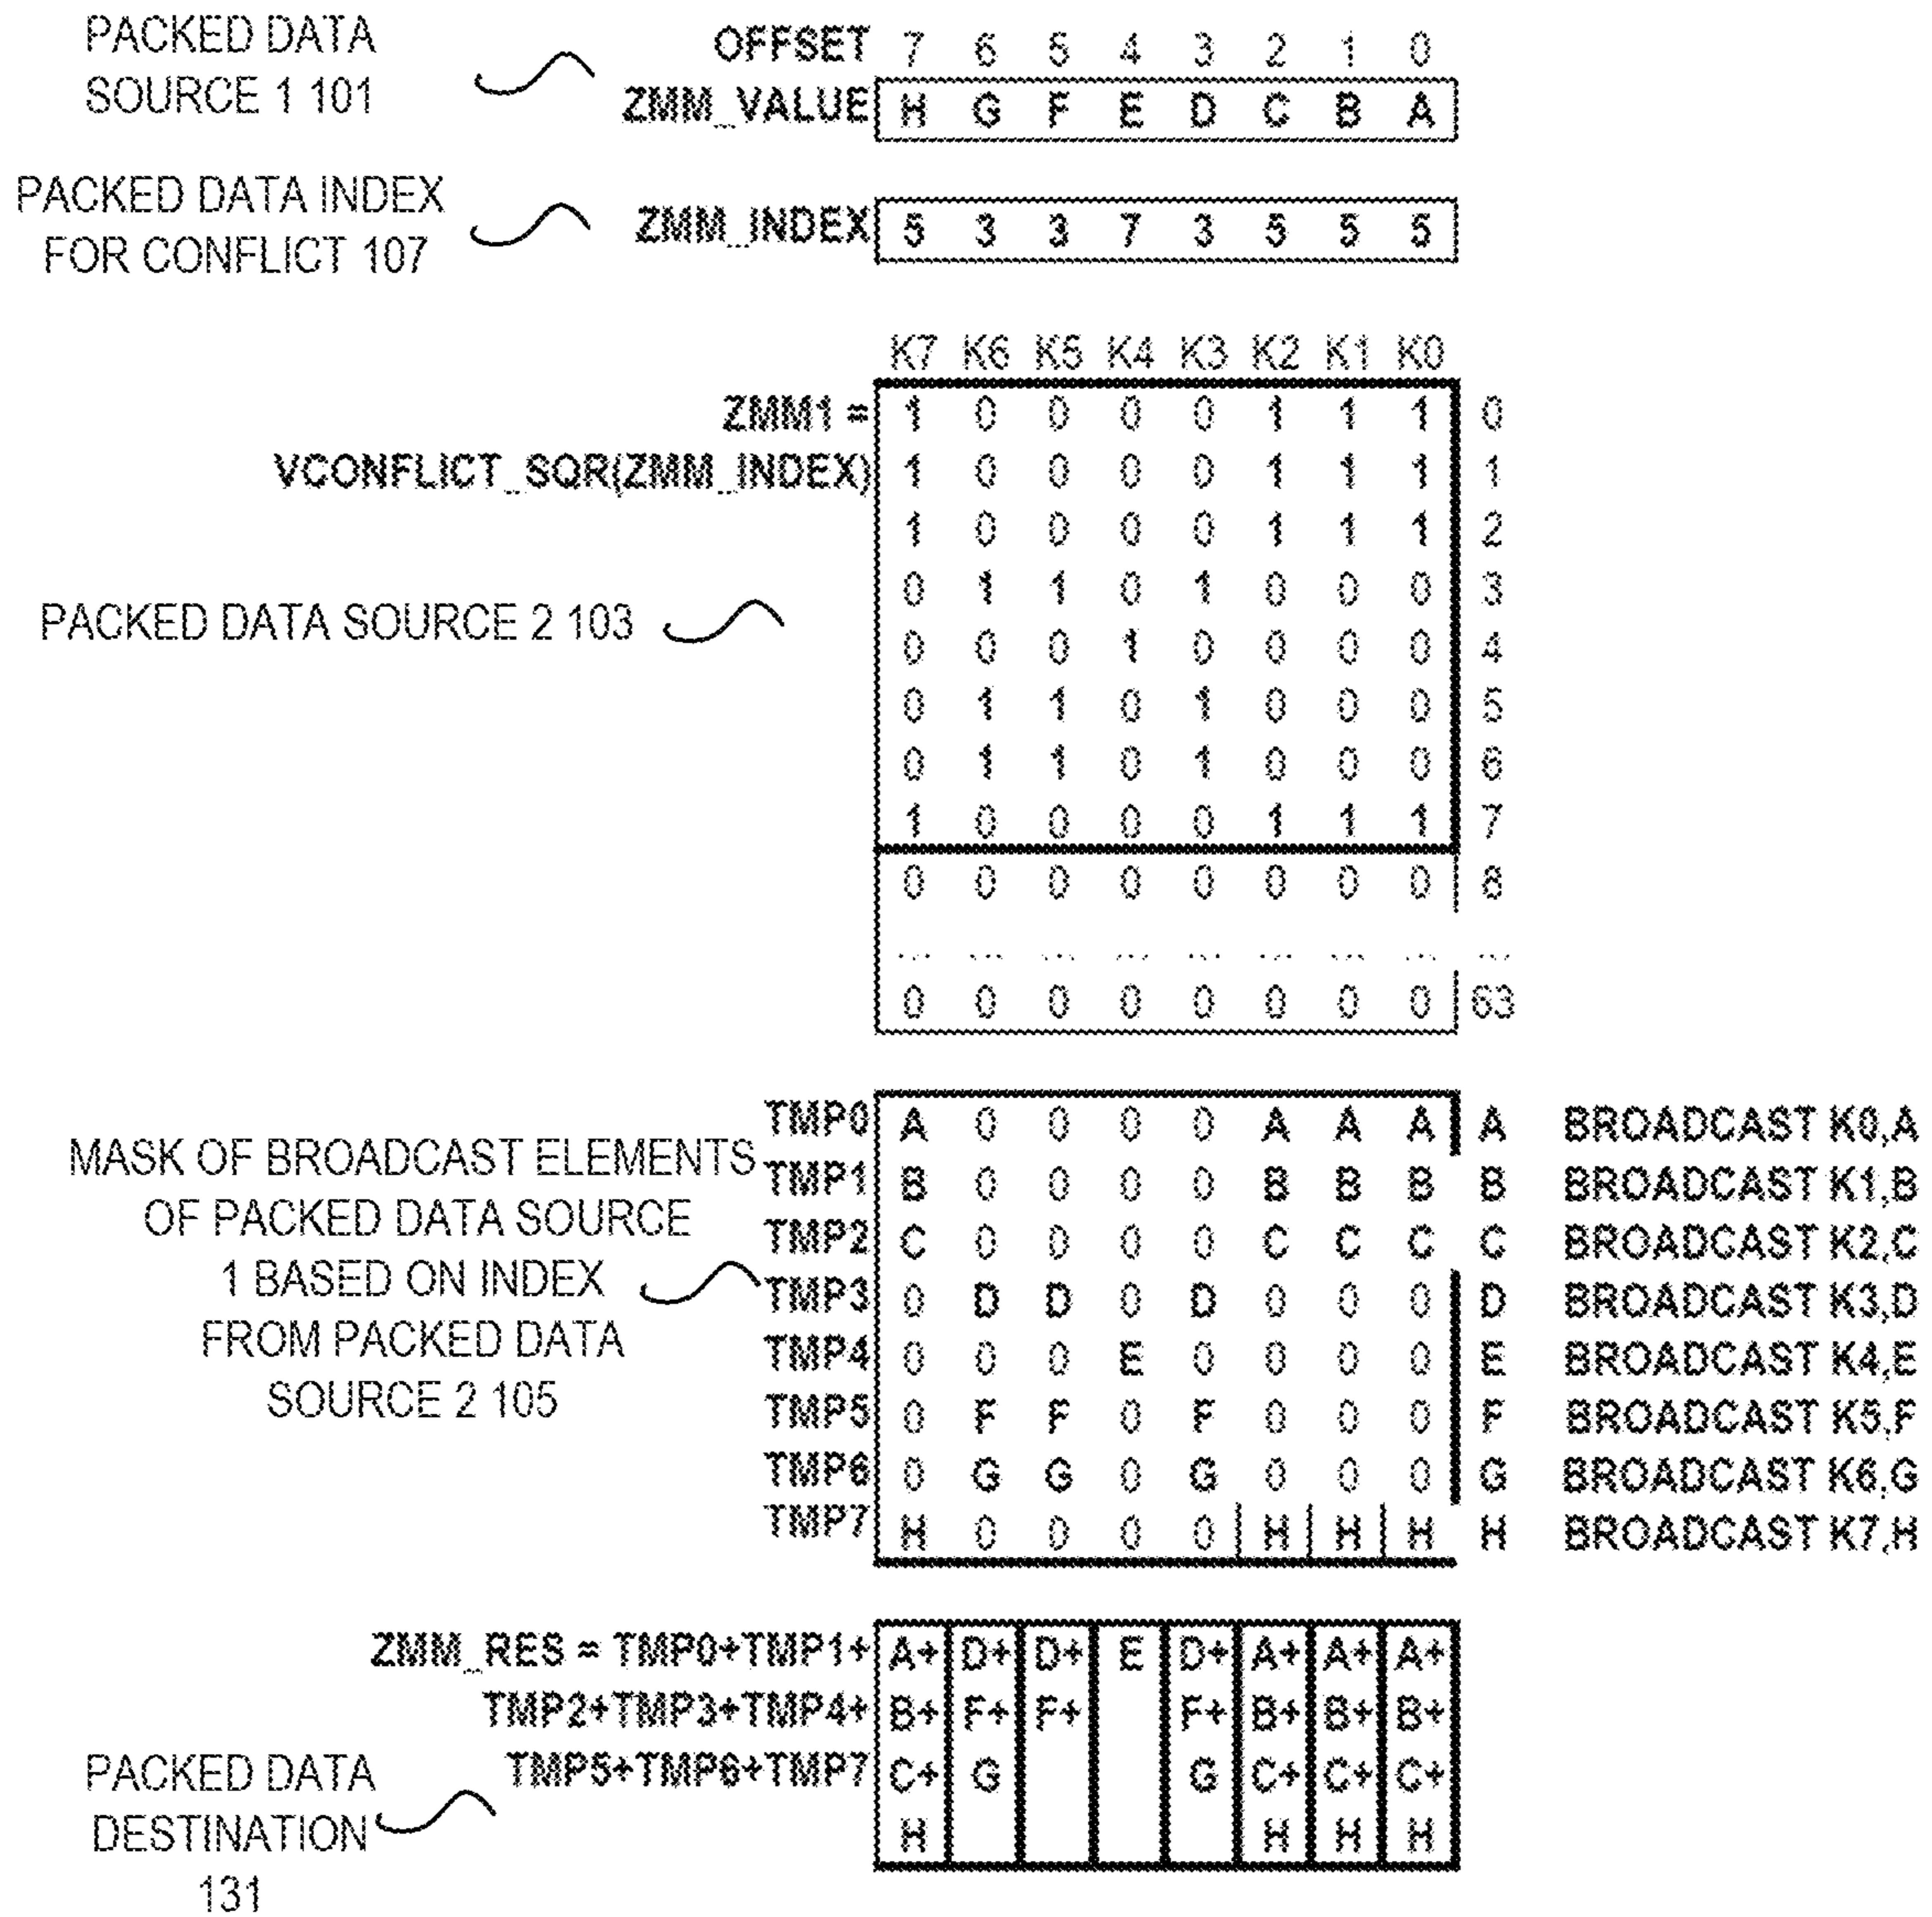 PACKED DATA
SOURCE 1 101
OFFSET 7 6 5 4 3 2 1 0
ZMM_VALUE H G F E D C B A
PACKED DATA INDEX
FOR CONFLICT 107
ZMM_INDEX 5 3 3 7 3 5 5 5
K7 K6 K5 K4 K3 K2 K1 K0
ZMM1 = 1 0 0 0 0 1 1 1 0
VCONFLICT_SQR(ZMM_INDEX) 1 0 0 0 0 1 1 1 1
1 0 0 0 0 1 1 1 2
0 1 1 0 1 0 0 0 3
PACKED DATA SOURCE 2 103
0 0 0 1 0 0 0 0 4
0 1 1 0 1 0 0 0 5
0 1 1 0 1 0 0 0 6
1 0 0 0 0 1 1 1 7
0 0 0 0 0 0 0 0 8
... ... ... ... ... ... ... ... ...
0 0 0 0 0 0 0 0 63
MASK OF BROADCAST ELEMENTS
OF PACKED DATA SOURCE
1 BASED ON INDEX
FROM PACKED DATA
SOURCE 2 105
TMP0 A 0 0 0 0 A A A A BROADCAST K0,A
TMP1 B 0 0 0 0 B B B B BROADCAST K1,B
TMP2 C 0 0 0 0 C C C C BROADCAST K2,C
TMP3 0 D D 0 D 0 0 0 D BROADCAST K3,D
TMP4 0 0 0 E 0 0 0 0 E BROADCAST K4,E
TMP5 0 F F 0 F 0 0 0 F BROADCAST K5,F
TMP6 0 G G 0 G 0 0 0 G BROADCAST K6,G
TMP7 H 0 0 0 0 H H H H BROADCAST K7,H
ZMM_RES = TMP0+TMP1+ A+ D+ D+ E D+ A+ A+ A+
TMP2+TMP3+TMP4+ B+ F+ F+ F+ B+ B+ B+
TMP5+TMP6+TMP7 C+ G G C+ C+ C+
H H H H
PACKED DATA
DESTINATION
131